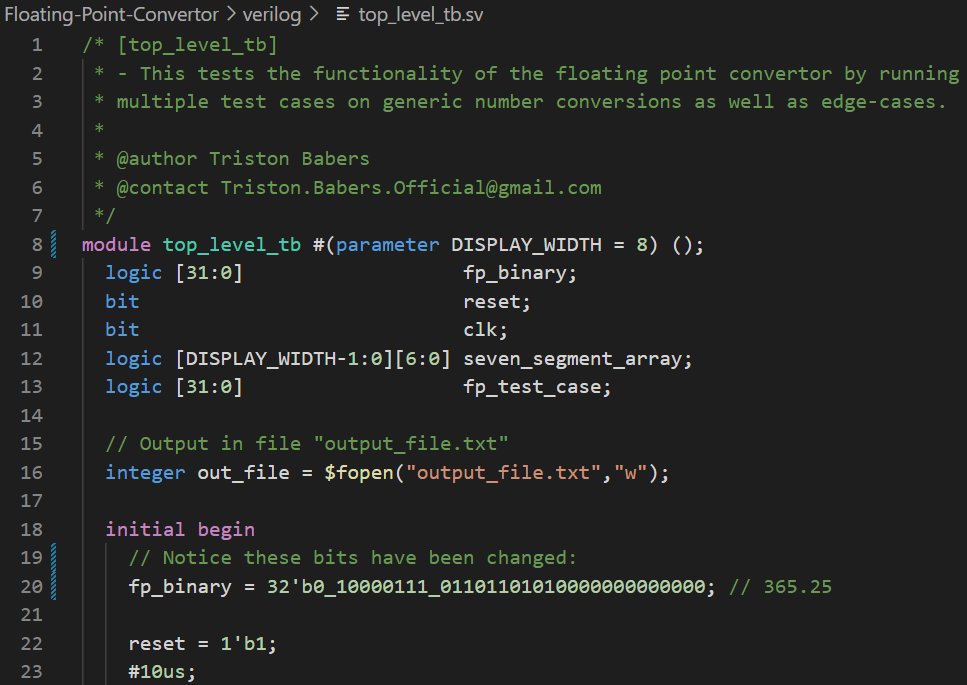 Floating-Point-Convertor > verilog > top_level_tb.sv
1 /* [top_level_tb]
2 * - This tests the functionality of the floating point convertor by running
3 * multiple test cases on generic number conversions as well as edge-cases.
4 *
5 * @author Triston Babers
6 * @contact Triston.Babers.Official@gmail.com
7 */
8 module top_level_tb #(parameter DISPLAY_WIDTH = 8) ();
9 logic [31:0] fp_binary;
10 bit reset;
11 bit clk;
12 logic [DISPLAY_WIDTH-1:0][6:0] seven_segment_array;
13 logic [31:0] fp_test_case;
14
15 // Output in file "output_file.txt"
16 integer out_file = $fopen("output_file.txt","w");
17
18 initial begin
19 // Notice these bits have been changed:
20 fp_binary = 32'b0_10000111_01101101010000000000000; // 365.25
21
22 reset = 1'b1;
23 #10us;